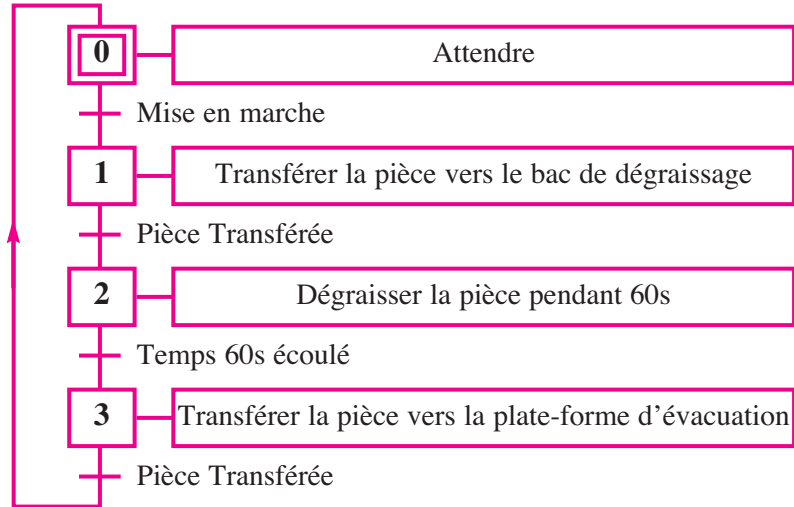 0 Attendre
Mise en marche
1 Transférer la pièce vers le bac de dégraissage
Pièce Transférée
2 Dégraisser la pièce pendant 60s
Temps 60s écoulé
3 Transférer la pièce vers la plate-forme d'évacuation
Pièce Transférée